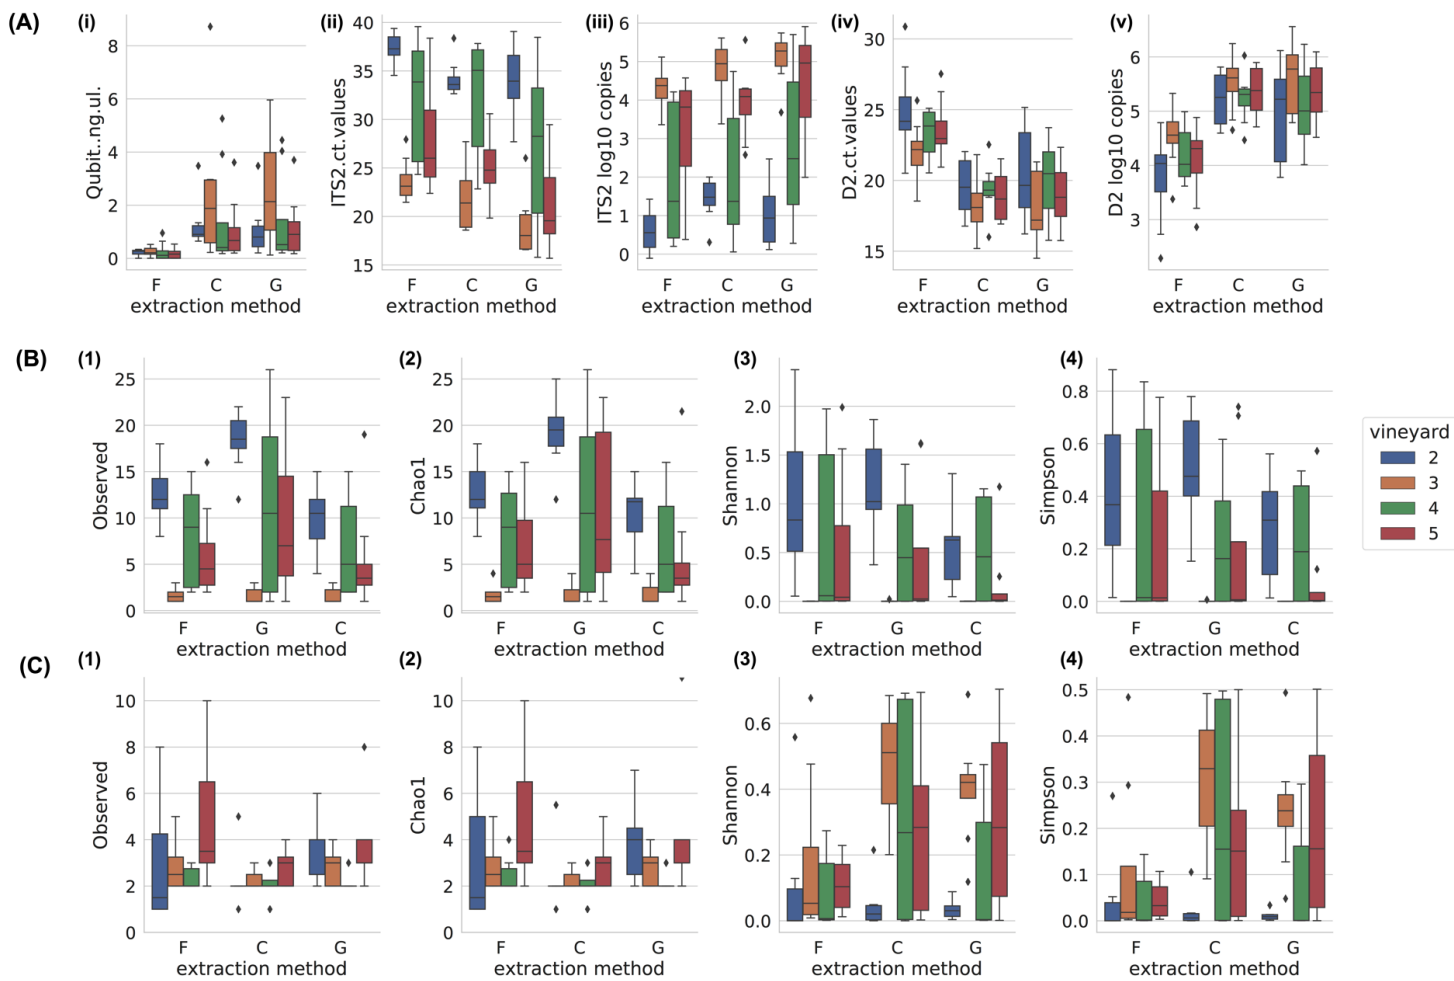 (A)
(i)
(ii)
(iii)
(iv)
(v)
Qubit.ng.ul.
8
6
4
2
0
F C G
extraction method
ITS2.ct.values
40
35
30
25
20
15
F C G
extraction method
ITS2 log10 copies
6
5
4
3
2
1
0
F C G
extraction method
D2.ct.values
30
25
20
15
F C G
extraction method
D2 log10 copies
6
5
4
3
F C G
extraction method
(B)
(1)
(2)
(3)
(4)
Observed
25
20
15
10
5
0
F G C
extraction method
Chao1
25
20
15
10
5
0
F G C
extraction method
Shannon
2.0
1.5
1.0
0.5
0.0
F G C
extraction method
Simpson
0.8
0.6
0.4
0.2
0.0
F G C
extraction method
vineyard
2
3
4
5
(C)
(1)
(2)
(3)
(4)
Observed
10
8
6
4
2
0
F C G
extraction method
Chao1
10
8
6
4
2
0
F C G
extraction method
Shannon
0.6
0.4
0.2
0.0
F C G
extraction method
Simpson
0.5
0.4
0.3
0.2
0.1
0.0
F C G
extraction method